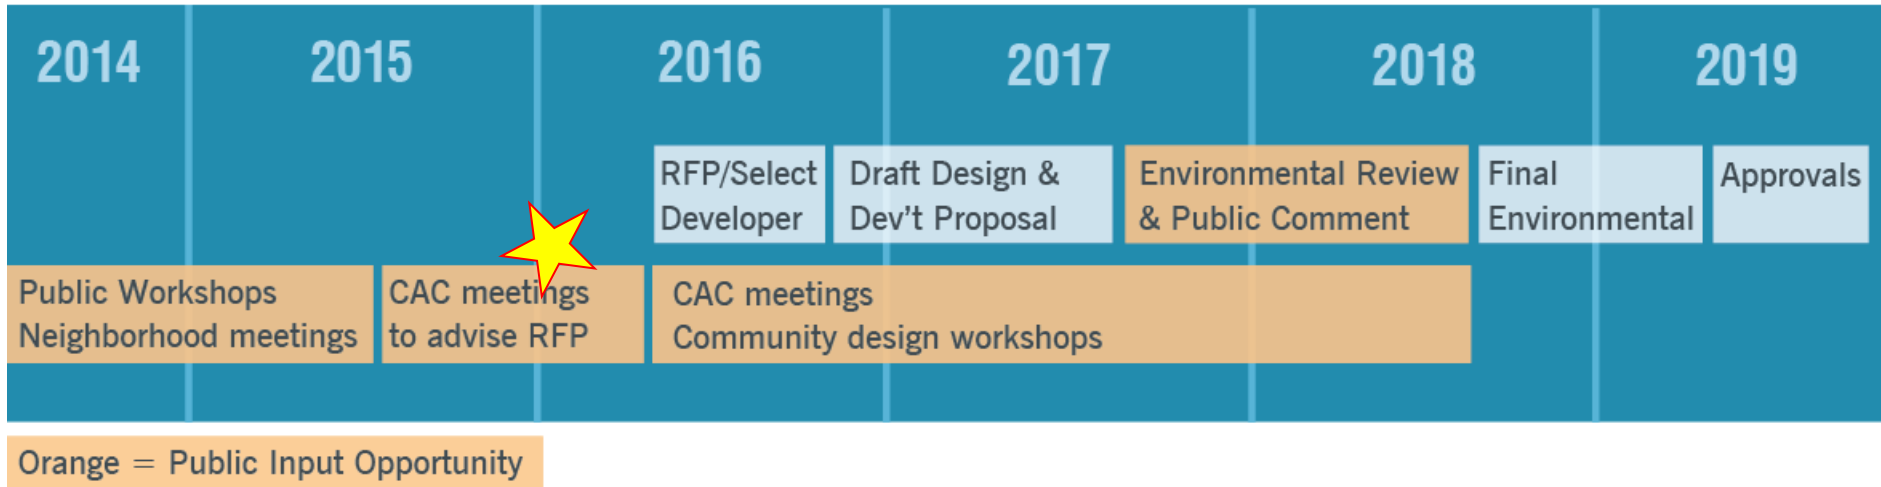 2014
2015
2016
2017
2018
2019
RFP/Select
Developer
Draft Design &
Dev't Proposal
Environmental Review
& Public Comment
Final
Environmental
Approvals
Public Workshops
Neighborhood meetings
CAC meetings
to advise RFP
CAC meetings
Community design workshops
Orange = Public Input Opportunity